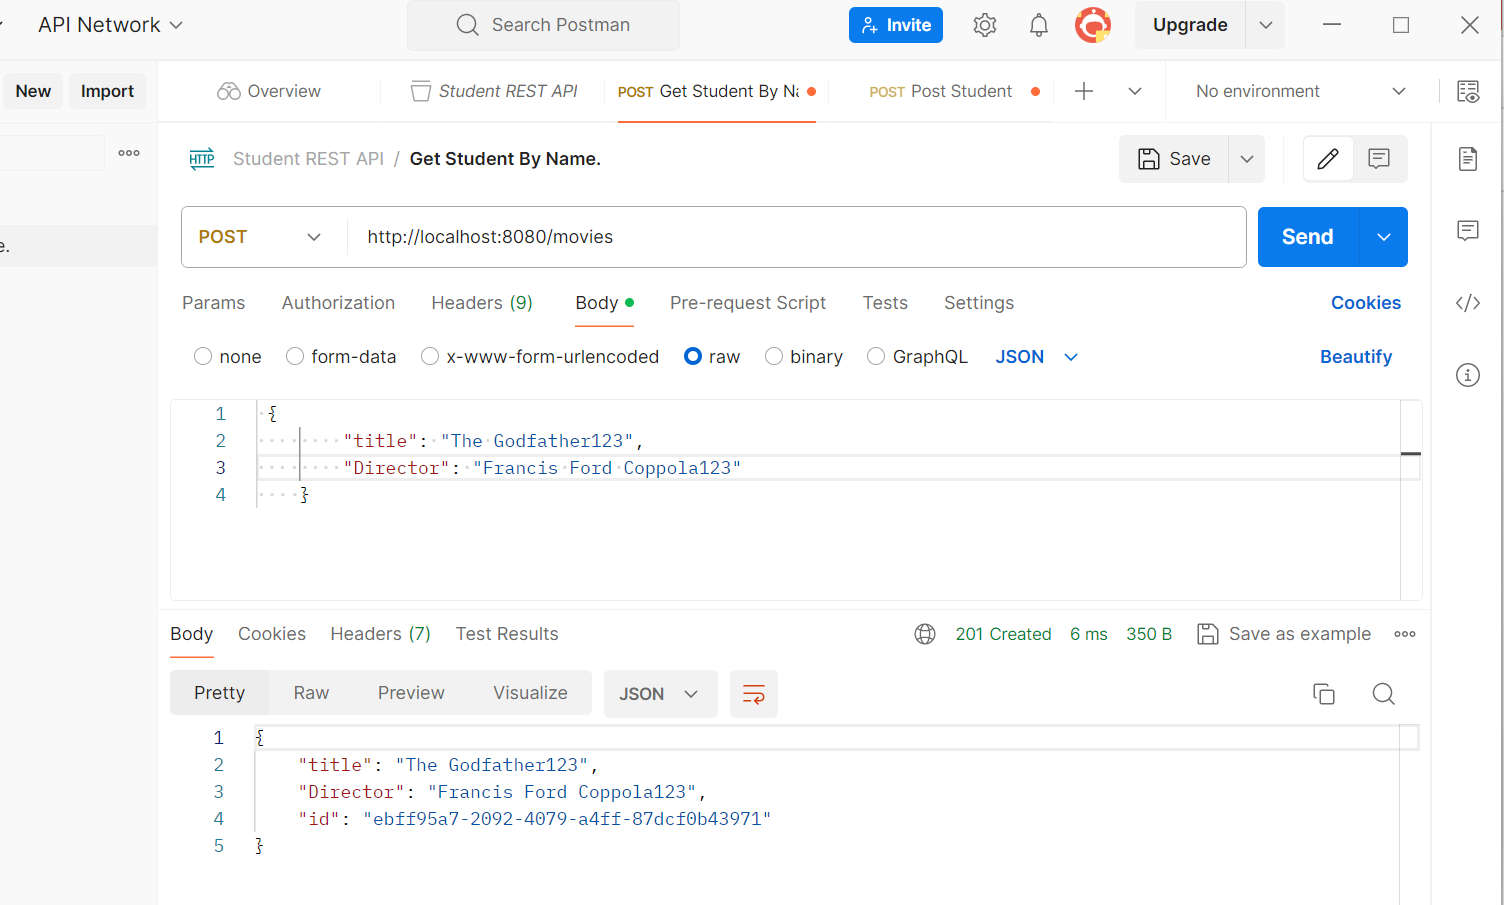 API Network
Search Postman
Invite
Upgrade
New
Import
Overview
Student REST API
POST Get Student By Na
POST Post Student
No environment
HTTP
Student REST API / Get Student By Name.
Save
e.
POST
http://localhost:8080/movies
Send
Params Authorization Headers (9) Body Pre-request Script Tests Settings Cookies
none form-data x-www-form-urlencoded raw binary GraphQL JSON Beautify
1 {
2 "title": "The Godfather123",
3 "Director": "Francis Ford Coppola123"
4 }
Body Cookies Headers (7) Test Results 201 Created 6 ms 350 B Save as example
Pretty Raw Preview Visualize JSON
1 {
2 "title": "The Godfather123",
3 "Director": "Francis Ford Coppola123",
4 "id": "ebff95a7-2092-4079-a4ff-87dcf0b43971"
5 }